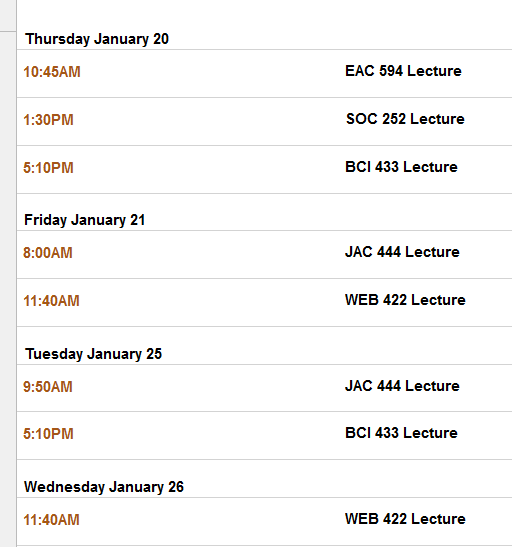 Thursday January 20
10:45AM EAC 594 Lecture
1:30PM SOC 252 Lecture
5:10PM BCI 433 Lecture
Friday January 21
8:00AM JAC 444 Lecture
11:40AM WEB 422 Lecture
Tuesday January 25
9:50AM JAC 444 Lecture
5:10PM BCI 433 Lecture
Wednesday January 26
11:40AM WEB 422 Lecture